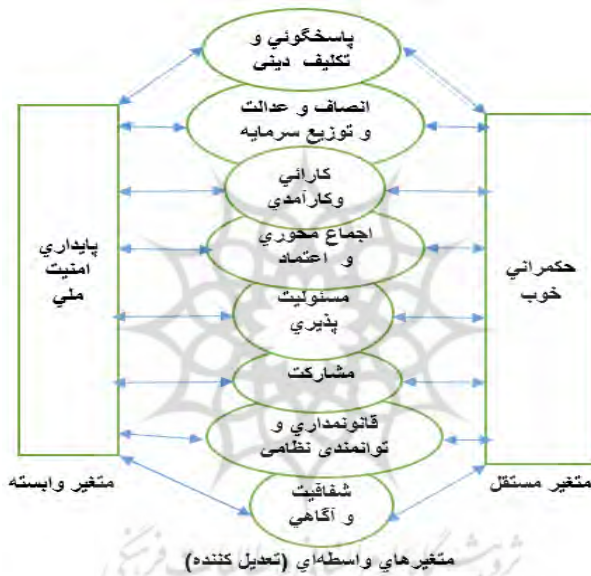 پاسخگوئي و
تكليف ديني
انصاف و عدالت
و توزيع سرمايه
كارائي
وكارآمدي
اجماع محوري
و اعتماد
مسئوليت
پذيري
مشاركت
قانونمداري و
توانمندي نظامي
شفافيت
و آگاهي
حكمراني
خوب
متغير مستقل
پايداري
امنيت
ملي
متغير وابسته
متغيرهاي واسطه‌اي (تعديل كننده)